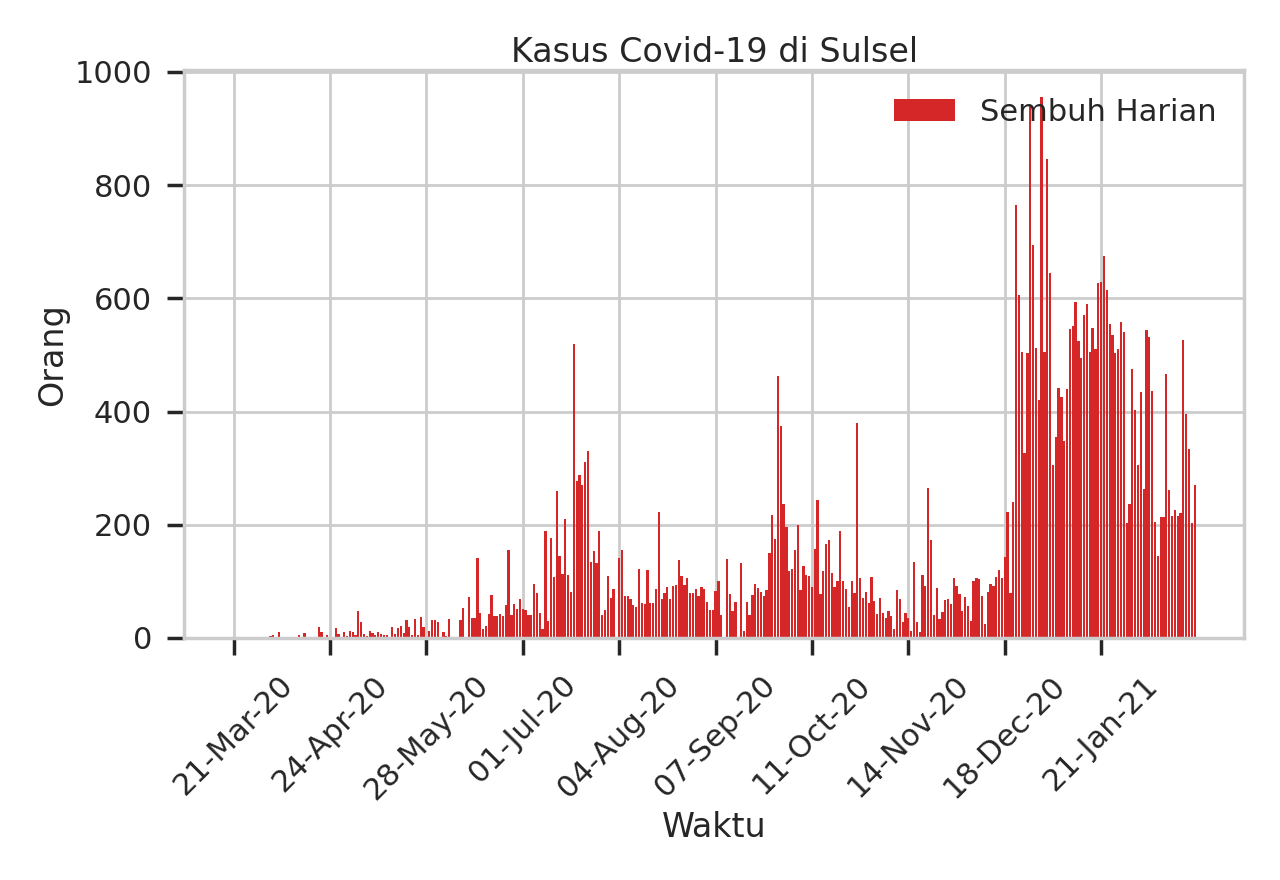 Kasus Covid-19 di Sulsel
Sembuh Harian
Orang
1000
800
600
400
200
0
21-Mar-20
24-Apr-20
28-May-20
01-Jul-20
04-Aug-20
07-Sep-20
11-Oct-20
14-Nov-20
18-Dec-20
21-Jan-21
Waktu